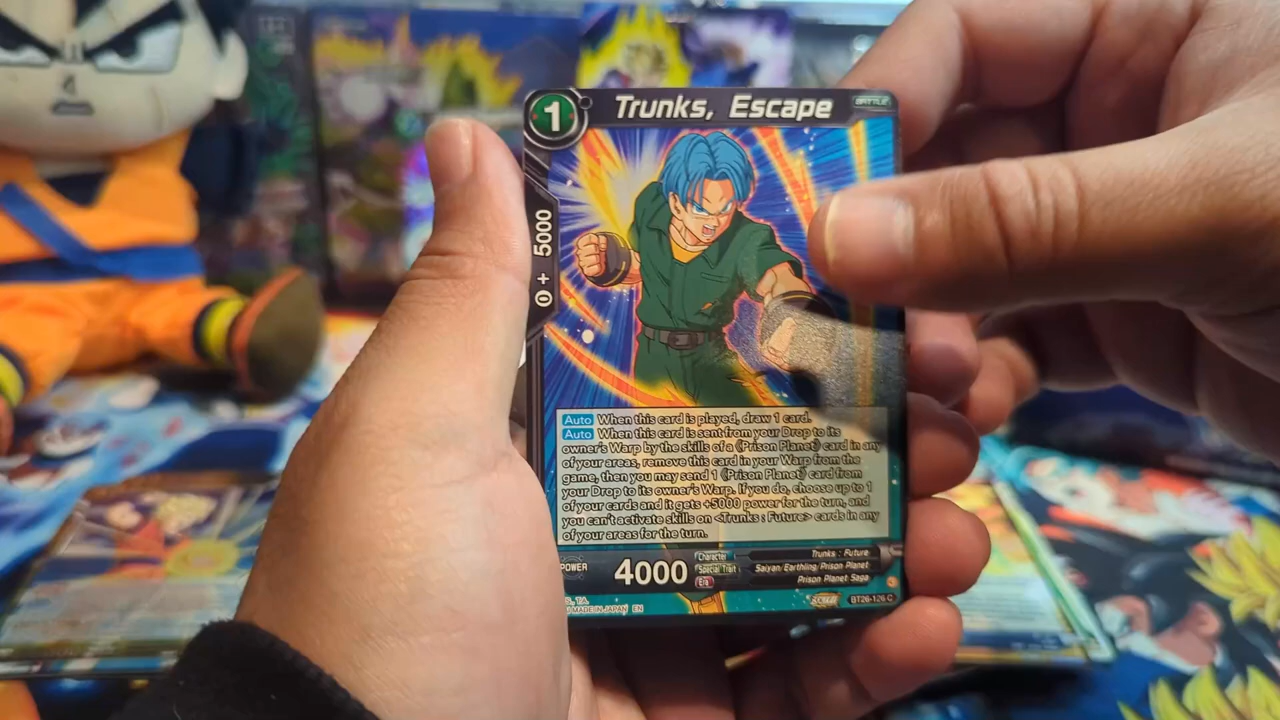 1
Trunks, Escape
BATTLE
0 + 5000
Auto When this card is played, draw 1 card.
Auto When this card is sent from your Drop to its
owner's Warp by the skills of a 《Prison Planet》 card in any
of your areas, remove this card in your Warp from the
game, then you may send 1 《Prison Planet》 card from
your Drop to its owner's Warp. If you do, choose up to 1
of your cards and it gets +5000 power for the turn, and
you can't activate skills on <Trunks : Future> cards in any
of your areas for the turn.
POWER
4000
Character Trunks : Future
Special Trait Saiyan/Earthling/Prison Planet
Era Prison Planet Saga
MADE IN JAPAN EN
BT26-126 C